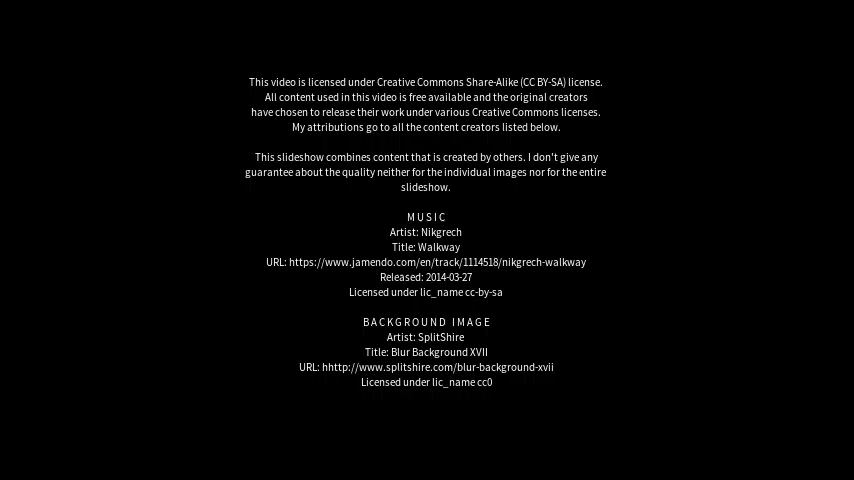 This video is licensed under Creative Commons Share-Alike (CC BY-SA) license.
All content used in this video is free available and the original creators
have chosen to release their work under various Creative Commons licenses.
My attributions go to all the content creators listed below.
This slideshow combines content that is created by others. I don't give any
guarantee about the quality neither for the individual images nor for the entire
slideshow.
MUSIC
Artist: Nikgrech
Title: Walkway
URL: https://www.jamendo.com/en/track/1114518/nikgrech-walkway
Released: 2014-03-27
Licensed under lic_name cc-by-sa
BACKGROUND IMAGE
Artist: SplitShire
Title: Blur Background XVII
URL: hhttp://www.splitshire.com/blur-background-xvii
Licensed under lic_name cc0